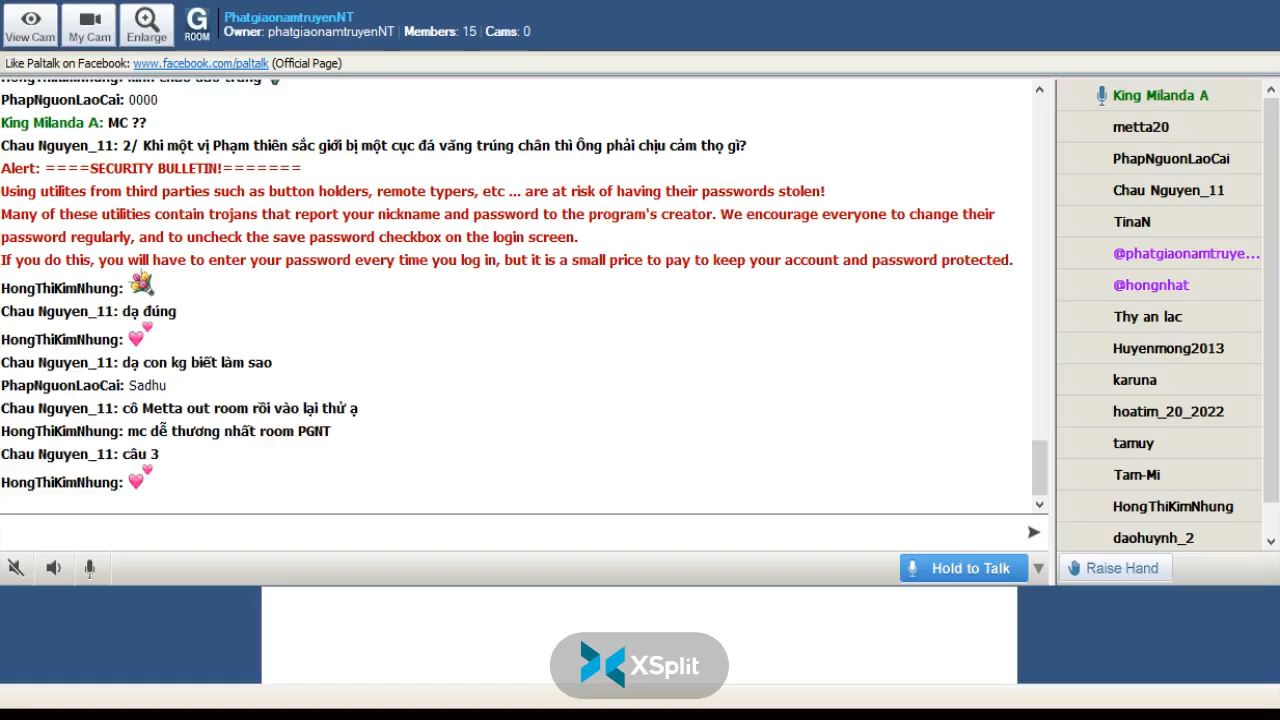 PhatgiaonamtruyenNT
Owner: phatgiaonamtruyenNT | Members: 15 | Cams: 0
View Cam
My Cam
Enlarge
G
ROOM
Like Paltalk on Facebook: www.facebook.com/paltalk (Official Page)
PhapNguonLaoCai: 0000
King Milanda A: MC ??
Chau Nguyen_11: 2/ Khi một vị Phạm thiên sắc giới bị một cục đá văng trúng chân thì Ông phải chịu cảm thọ gì?
Alert: ====SECURITY BULLETIN!=======
Using utilites from third parties such as button holders, remote typers, etc ... are at risk of having their passwords stolen!
Many of these utilities contain trojans that report your nickname and password to the program's creator. We encourage everyone to change their
password regularly, and to uncheck the save password checkbox on the login screen.
If you do this, you will have to enter your password every time you log in, but it is a small price to pay to keep your account and password protected.
HongThiKimNhung:
Chau Nguyen_11: dạ đúng
HongThiKimNhung:
Chau Nguyen_11: dạ con kg biết làm sao
PhapNguonLaoCai: Sadhu
Chau Nguyen_11: cô Metta out room rồi vào lại thử ạ
HongThiKimNhung: mc dễ thương nhất room PGNT
Chau Nguyen_11: câu 3
HongThiKimNhung:
Hold to Talk
King Milanda A
metta20
PhapNguonLaoCai
Chau Nguyen_11
TinaN
@phatgiaonamtruye...
@hongnhat
Thy an lac
Huyenmong2013
karuna
hoatim_20_2022
tamuy
Tam-Mi
HongThiKimNhung
daohuynh_2
Raise Hand
XSplit